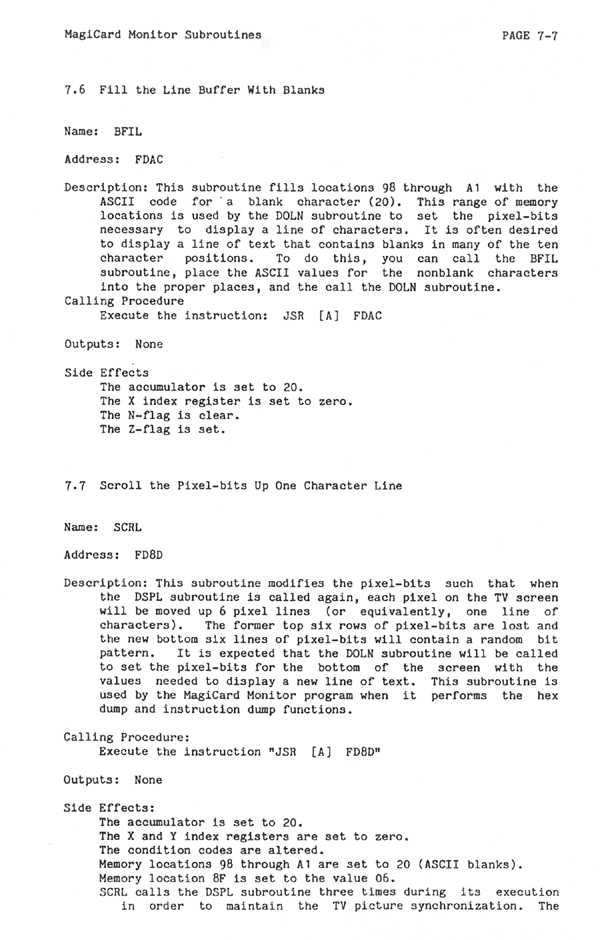 MagiCard Monitor Subroutines PAGE 7-7
7.6 Fill the Line Buffer With Blanks
Name: BFIL
Address: FDAC
Description: This subroutine fills locations 98 through A1 with the
ASCII code for a blank character (20). This range of memory
locations is used by the DOLN subroutine to set the pixel-bits
necessary to display a line of characters. It is often desired
to display a line of text that contains blanks in many of the ten
character positions. To do this, you can call the BFIL
subroutine, place the ASCII values for the nonblank characters
into the proper places, and the call the DOLN subroutine.
Calling Procedure
Execute the instruction: JSR [A] FDAC
Outputs: None
Side Effects
The accumulator is set to 20.
The X index register is set to zero.
The N-flag is clear.
The Z-flag is set.
7.7 Scroll the Pixel-bits Up One Character Line
Name: SCRL
Address: FD8D
Description: This subroutine modifies the pixel-bits such that when
the DSPL subroutine is called again, each pixel on the TV screen
will be moved up 6 pixel lines (or equivalently, one line of
characters). The former top six rows of pixel-bits are lost and
the new bottom six lines of pixel-bits will contain a random bit
pattern. It is expected that the DOLN subroutine will be called
to set the pixel-bits for the bottom of the screen with the
values needed to display a new line of text. This subroutine is
used by the MagiCard Monitor program when it performs the hex
dump and instruction dump functions.
Calling Procedure:
Execute the instruction "JSR [A] FD8D"
Outputs: None
Side Effects:
The accumulator is set to 20.
The X and Y index registers are set to zero.
The condition codes are altered.
Memory locations 98 through A1 are set to 20 (ASCII blanks).
Memory location 8F is set to the value 06.
SCRL calls the DSPL subroutine three times during its execution
in order to maintain the TV picture synchronization. The